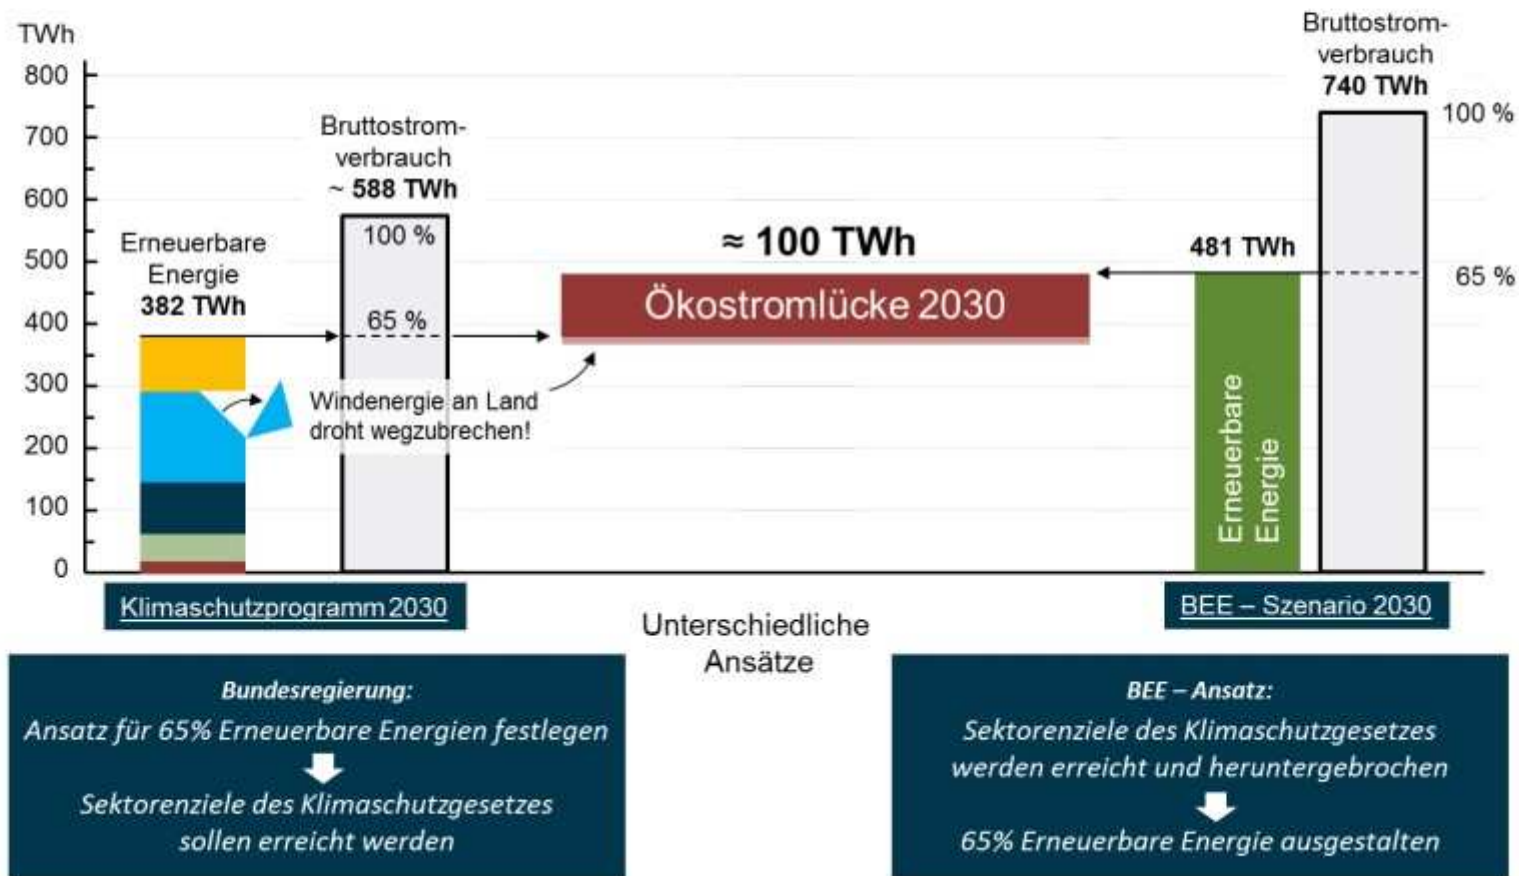 TWh
800
700
600
500
400
300
200
100
0
Erneuerbare
Energie
382 TWh
Bruttostrom-
verbrauch
~ 588 TWh
100 %
65 %
Windenergie an Land
droht wegzubrechen!
≈ 100 TWh
Ökostromlücke 2030
481 TWh
Erneuerbare
Energie
Bruttostrom-
verbrauch
740 TWh
100 %
65 %
Klimaschutzprogramm 2030
Unterschiedliche
Ansätze
BEE – Szenario 2030
Bundesregierung:
Ansatz für 65% Erneuerbare Energien festlegen
Sektorenziele des Klimaschutzgesetzes
sollen erreicht werden
BEE – Ansatz:
Sektorenziele des Klimaschutzgesetzes
werden erreicht und heruntergebrochen
65% Erneuerbare Energie ausgestalten